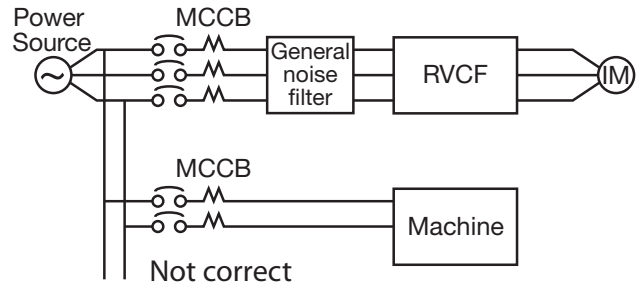 Power
Source
MCCB
General
noise
filter
RVCF
IM
MCCB
Machine
Not correct